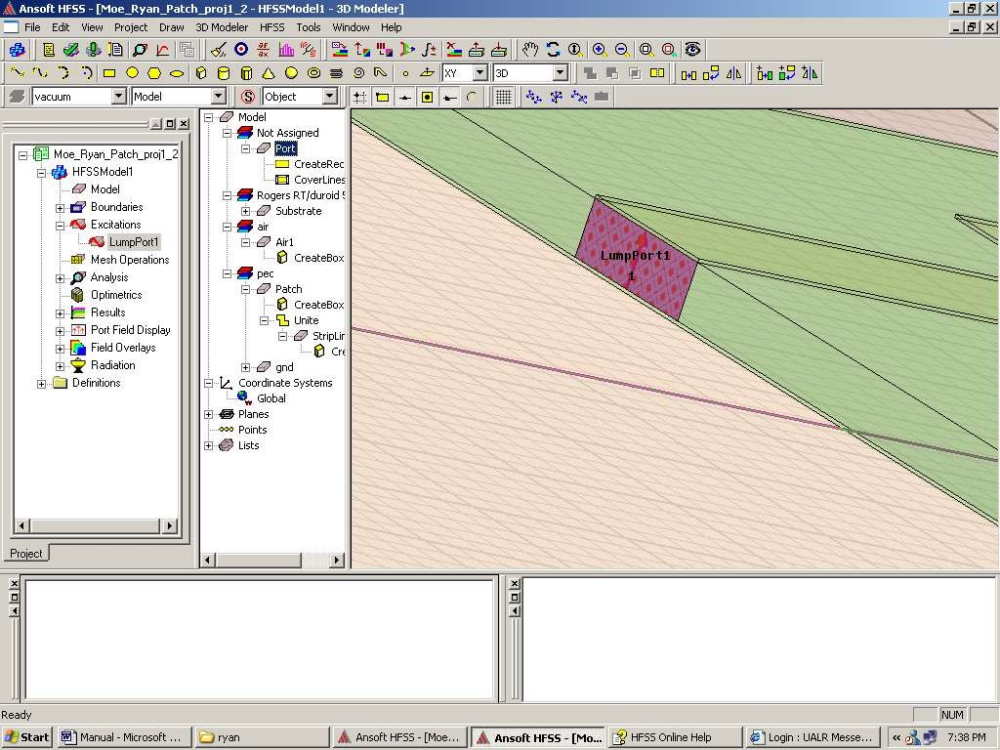 Ansoft HFSS - [Moe_Ryan_Patch_proj1_2 - HFSSModel1 - 3D Modeler]
File Edit View Project Draw 3D Modeler HFSS Tools Window Help
XY 3D
vacuum Model Object
Moe_Ryan_Patch_proj1_2
HFSSModel1
Model
Boundaries
Excitations
LumpPort1
Mesh Operations
Analysis
Optimetrics
Results
Port Field Display
Field Overlays
Radiation
Definitions
Project
Model
Not Assigned
Port
CreateRec
CoverLines
Rogers RT/duroid 5
Substrate
air
Air1
CreateBox
pec
Patch
CreateBox
Unite
StripLin
Cre
gnd
Coordinate Systems
Global
Planes
Points
Lists
LumpPort1
1
Ready
NUM
Start Manual - Microsoft ... ryan Ansoft HFSS - [Moe... Ansoft HFSS - [Mo... HFSS Online Help Login : UALR Messe... « 7:38 PM